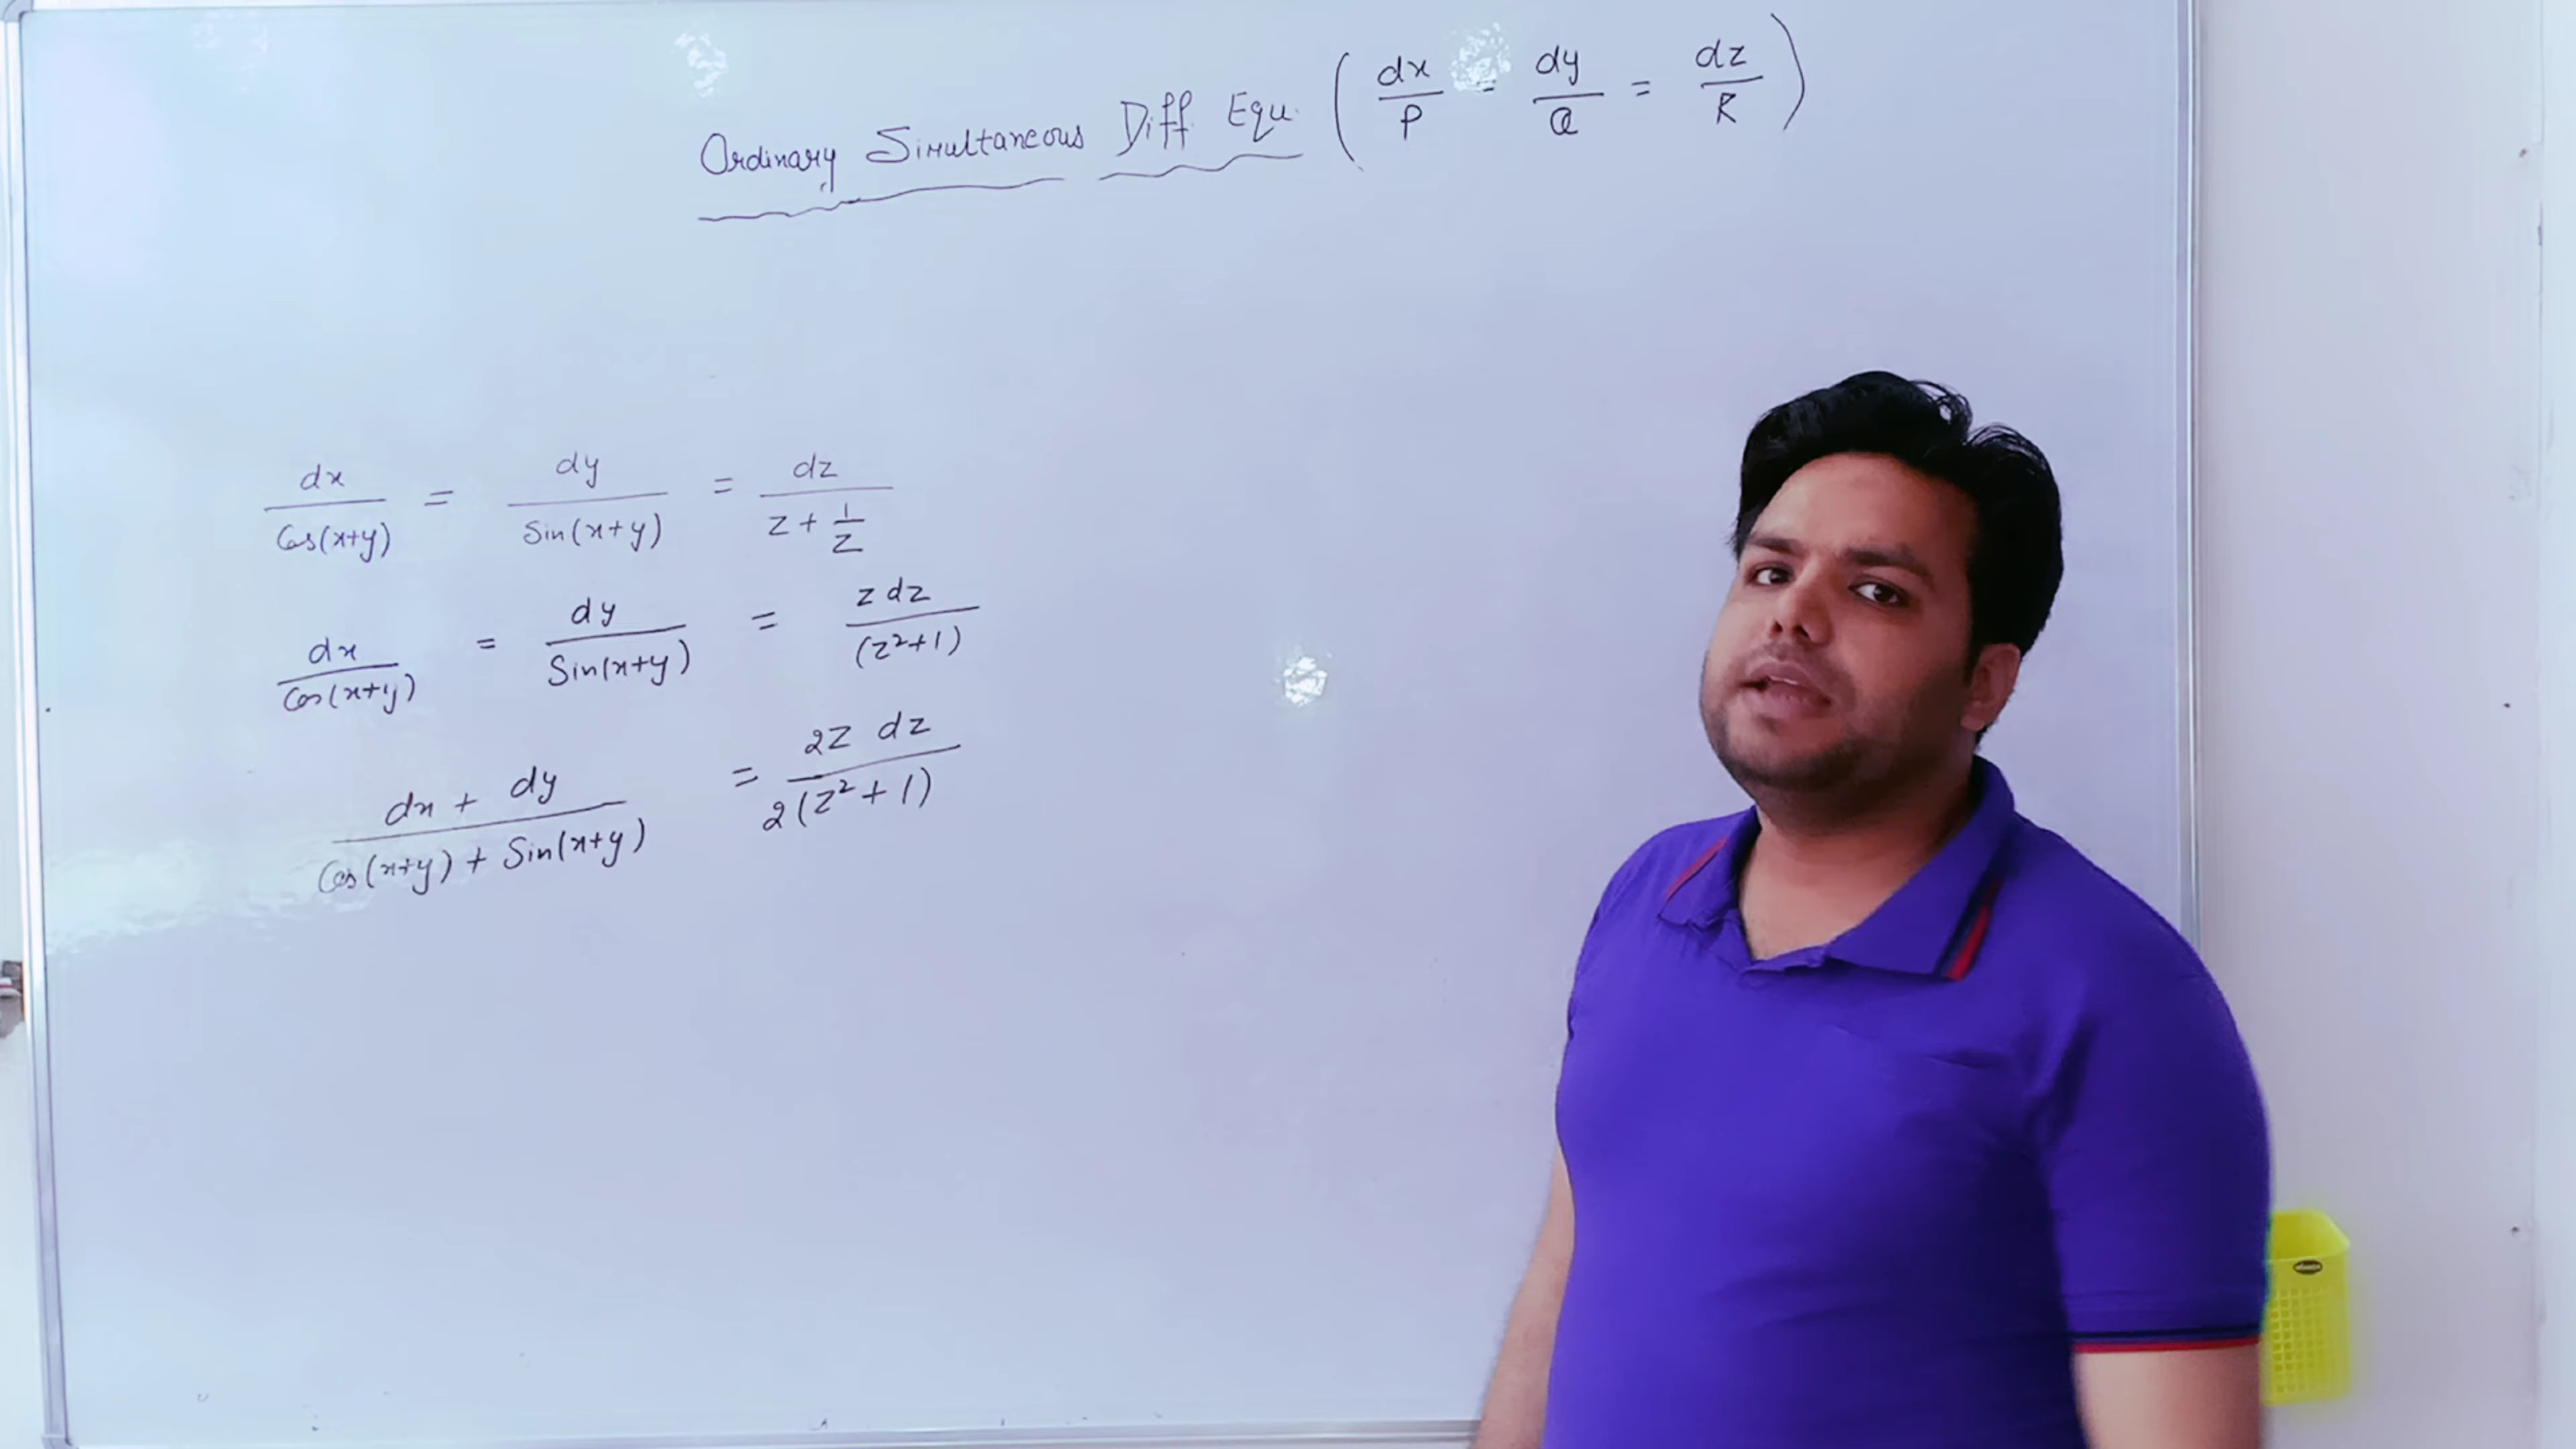 Ordinary Simultaneous Diff. Equ. (dx/P = dy/Q = dz/R)
dx/Cos(x+y) = dy/Sin(x+y) = dz/(z + 1/z)
dx/Cos(x+y) = dy/Sin(x+y) = z dz/(z²+1)
(dx + dy)/(Cos(x+y) + Sin(x+y)) = 2z dz/2(z²+1)